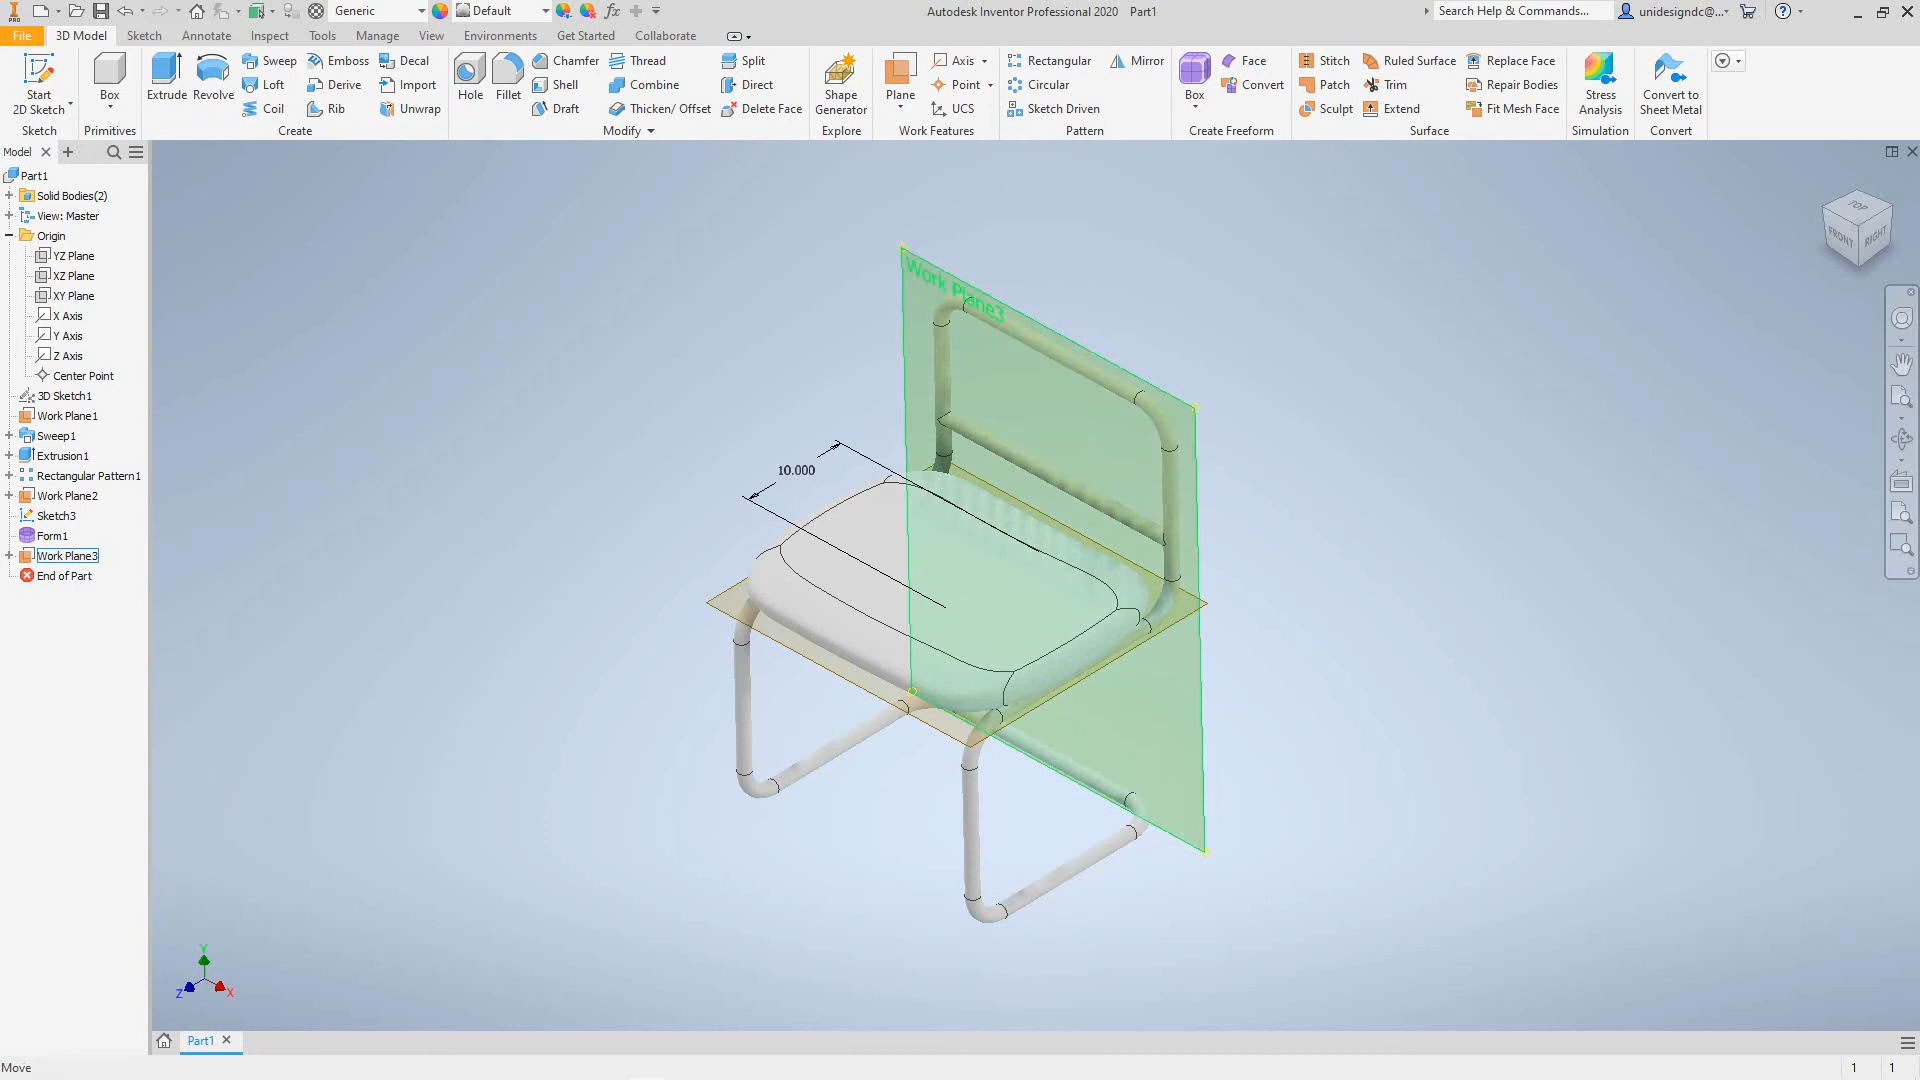 Generic
Default
fx
Autodesk Inventor Professional 2020 Part1
Search Help & Commands...
unidesigndc@...
PRO
File
3D Model
Sketch
Annotate
Inspect
Tools
Manage
View
Environments
Get Started
Collaborate
Start
2D Sketch
Sketch
Box
Primitives
Extrude
Revolve
Sweep
Loft
Coil
Emboss
Derive
Rib
Decal
Import
Unwrap
Create
Hole
Fillet
Chamfer
Shell
Draft
Thread
Combine
Thicken/ Offset
Split
Direct
Delete Face
Modify
Shape
Generator
Explore
Plane
Axis
Point
UCS
Work Features
Rectangular
Circular
Sketch Driven
Mirror
Pattern
Box
Face
Convert
Create Freeform
Stitch
Patch
Sculpt
Ruled Surface
Trim
Extend
Replace Face
Repair Bodies
Fit Mesh Face
Surface
Stress
Analysis
Simulation
Convert to
Sheet Metal
Convert
Model
Part1
Solid Bodies(2)
View: Master
Origin
YZ Plane
XZ Plane
XY Plane
X Axis
Y Axis
Z Axis
Center Point
3D Sketch1
Work Plane1
Sweep1
Extrusion1
Rectangular Pattern1
Work Plane2
Sketch3
Form1
Work Plane3
End of Part
Work Plane3
10.000
TOP
FRONT
RIGHT
Y
Z
X
Part1
Move
1
1